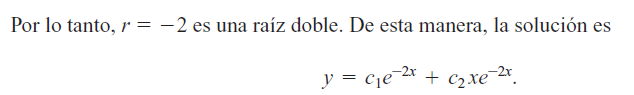 Por lo tanto, r = −2 es una raíz doble. De esta manera, la solución es
y = c₁e⁻²ˣ + c₂xe⁻²ˣ.